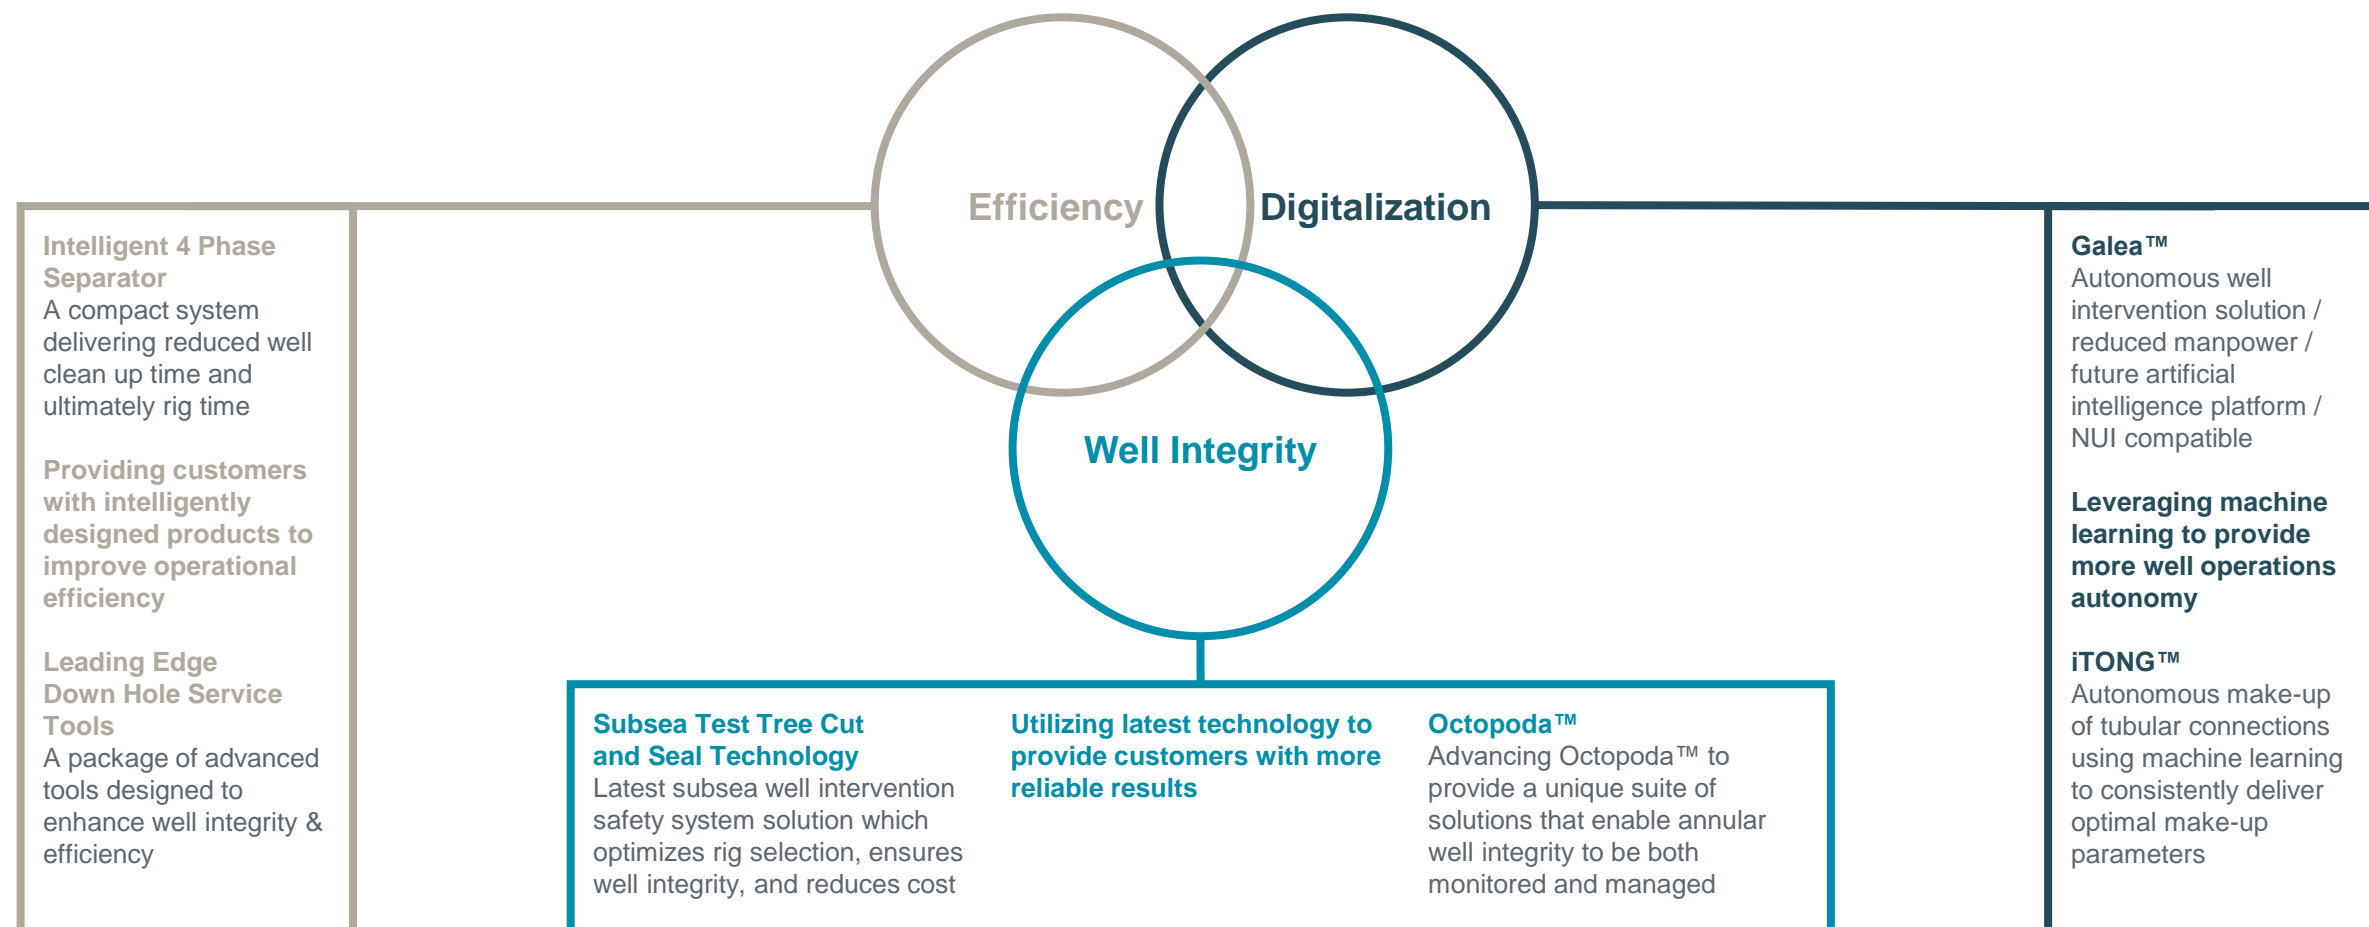 Efficiency
Digitalization
Well Integrity
Intelligent 4 Phase
Separator
A compact system
delivering reduced well
clean up time and
ultimately rig time
Providing customers
with intelligently
designed products to
improve operational
efficiency
Leading Edge
Down Hole Service
Tools
A package of advanced
tools designed to
enhance well integrity &
efficiency
Subsea Test Tree Cut
and Seal Technology
Latest subsea well intervention
safety system solution which
optimizes rig selection, ensures
well integrity, and reduces cost
Utilizing latest technology to
provide customers with more
reliable results
Octopoda™
Advancing Octopoda™ to
provide a unique suite of
solutions that enable annular
well integrity to be both
monitored and managed
Galea™
Autonomous well
intervention solution /
reduced manpower /
future artificial
intelligence platform /
NUI compatible
Leveraging machine
learning to provide
more well operations
autonomy
iTONG™
Autonomous make-up
of tubular connections
using machine learning
to consistently deliver
optimal make-up
parameters